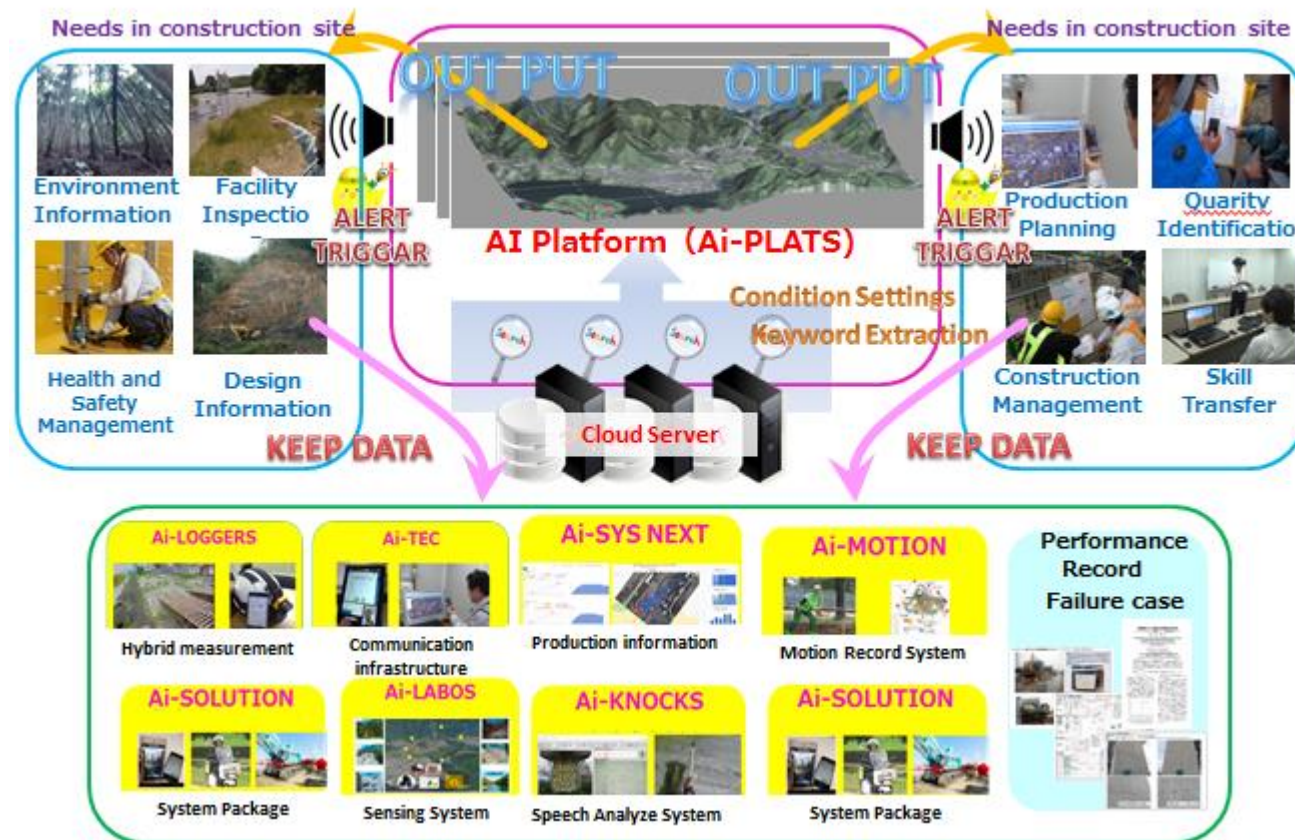 Needs in construction site
Needs in construction site
OUT PUT
OUT PUT
Environment
Information
Facility
Inspectio
Health and
Safety
Management
Design
Information
ALERT
TRIGGAR
AI Platform（Ai-PLATS）
Condition Settings
Keyword Extraction
Search
Search
Search
Search
Cloud Server
ALERT
TRIGGAR
Production
Planning
Quarity
Identificatio
Construction
Management
Skill
Transfer
KEEP DATA
KEEP DATA
Ai-LOGGERS
Hybrid measurement
Ai-TEC
Communication
infrastructure
Ai-SYS NEXT
Production information
Ai-MOTION
Motion Record System
Performance
Record
Failure case
Ai-SOLUTION
System Package
Ai-LABOS
Sensing System
Ai-KNOCKS
Speech Analyze System
Ai-SOLUTION
System Package